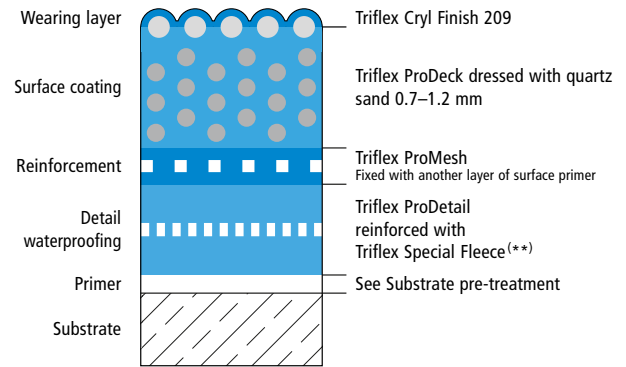 Wearing layer
Triflex Cryl Finish 209
Surface coating
Triflex ProDeck dressed with quartz
sand 0.7–1.2 mm
Reinforcement
Triflex ProMesh
Fixed with another layer of surface primer
Detail
waterproofing
Triflex ProDetail
reinforced with
Triflex Special Fleece(**)
Primer
See Substrate pre-treatment
Substrate